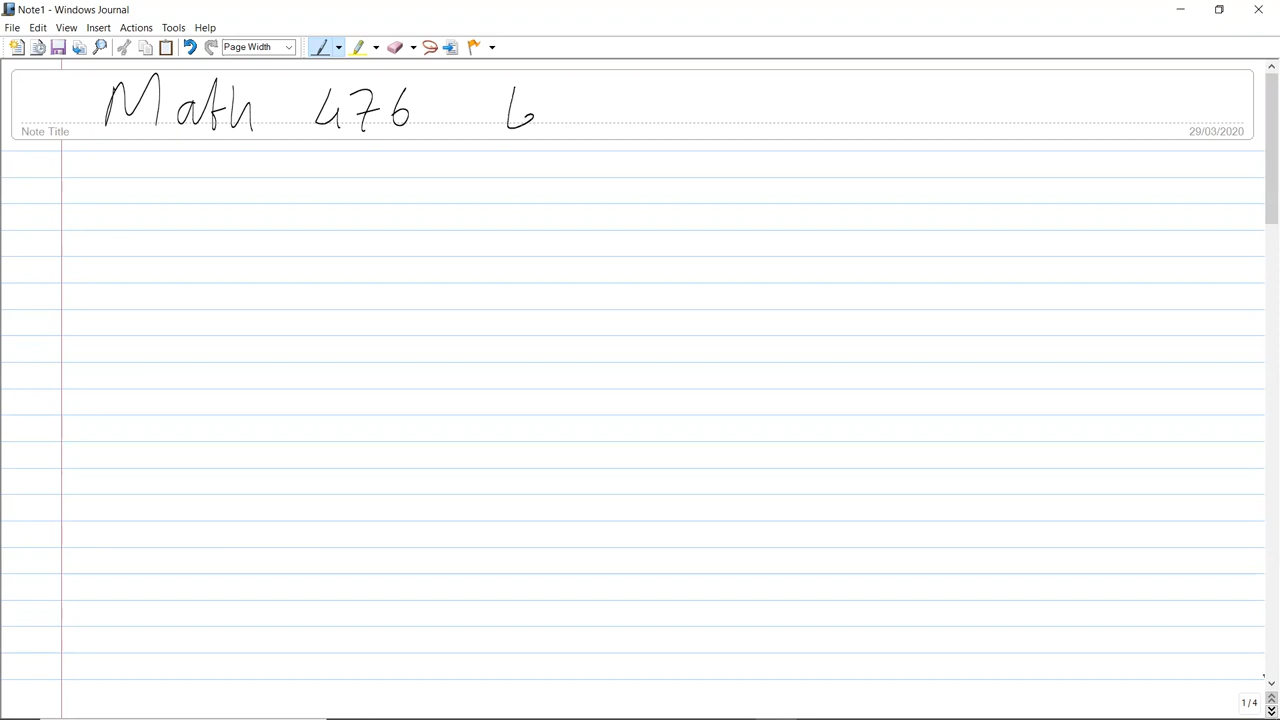 Note1 - Windows Journal
File Edit View Insert Actions Tools Help
Page Width
Math 476 6
Note Title
29/03/2020
1/4